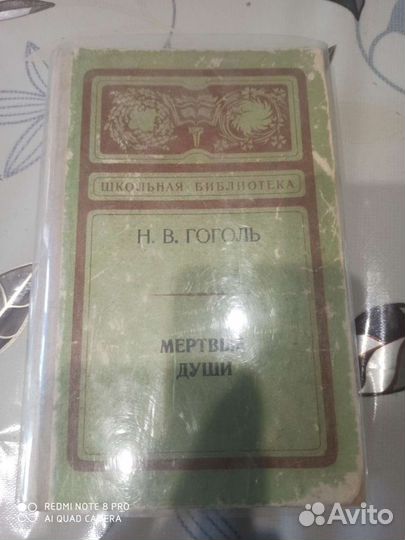 ШКОЛЬНАЯ БИБЛИОТЕКА
Н. В. ГОГОЛЬ
МЕРТВЫЕ
ДУШИ
REDMI NOTE 8 PRO
AI QUAD CAMERA
Avito